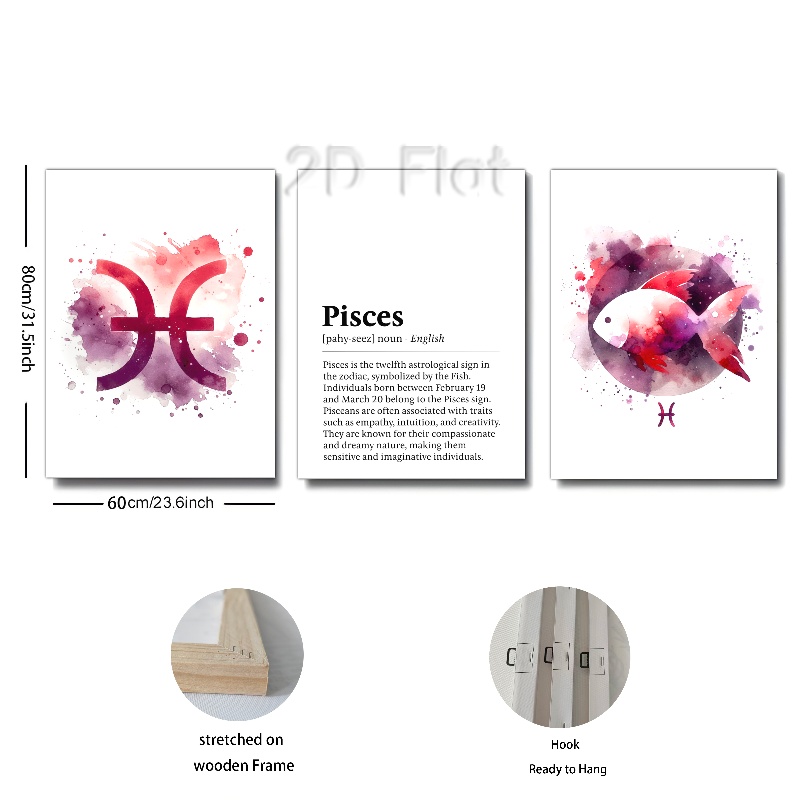 2D Flat
80cm/31.5inch
Pisces
[pahy-seez] noun · English
Pisces is the twelfth astrological sign in
the zodiac, symbolized by the Fish.
Individuals born between February 19
and March 20 belong to the Pisces sign.
Pisceans are often associated with traits
such as empathy, intuition, and creativity.
They are known for their compassionate
and dreamy nature, making them
sensitive and imaginative individuals.
60cm/23.6inch
stretched on
wooden Frame
Hook
Ready to Hang